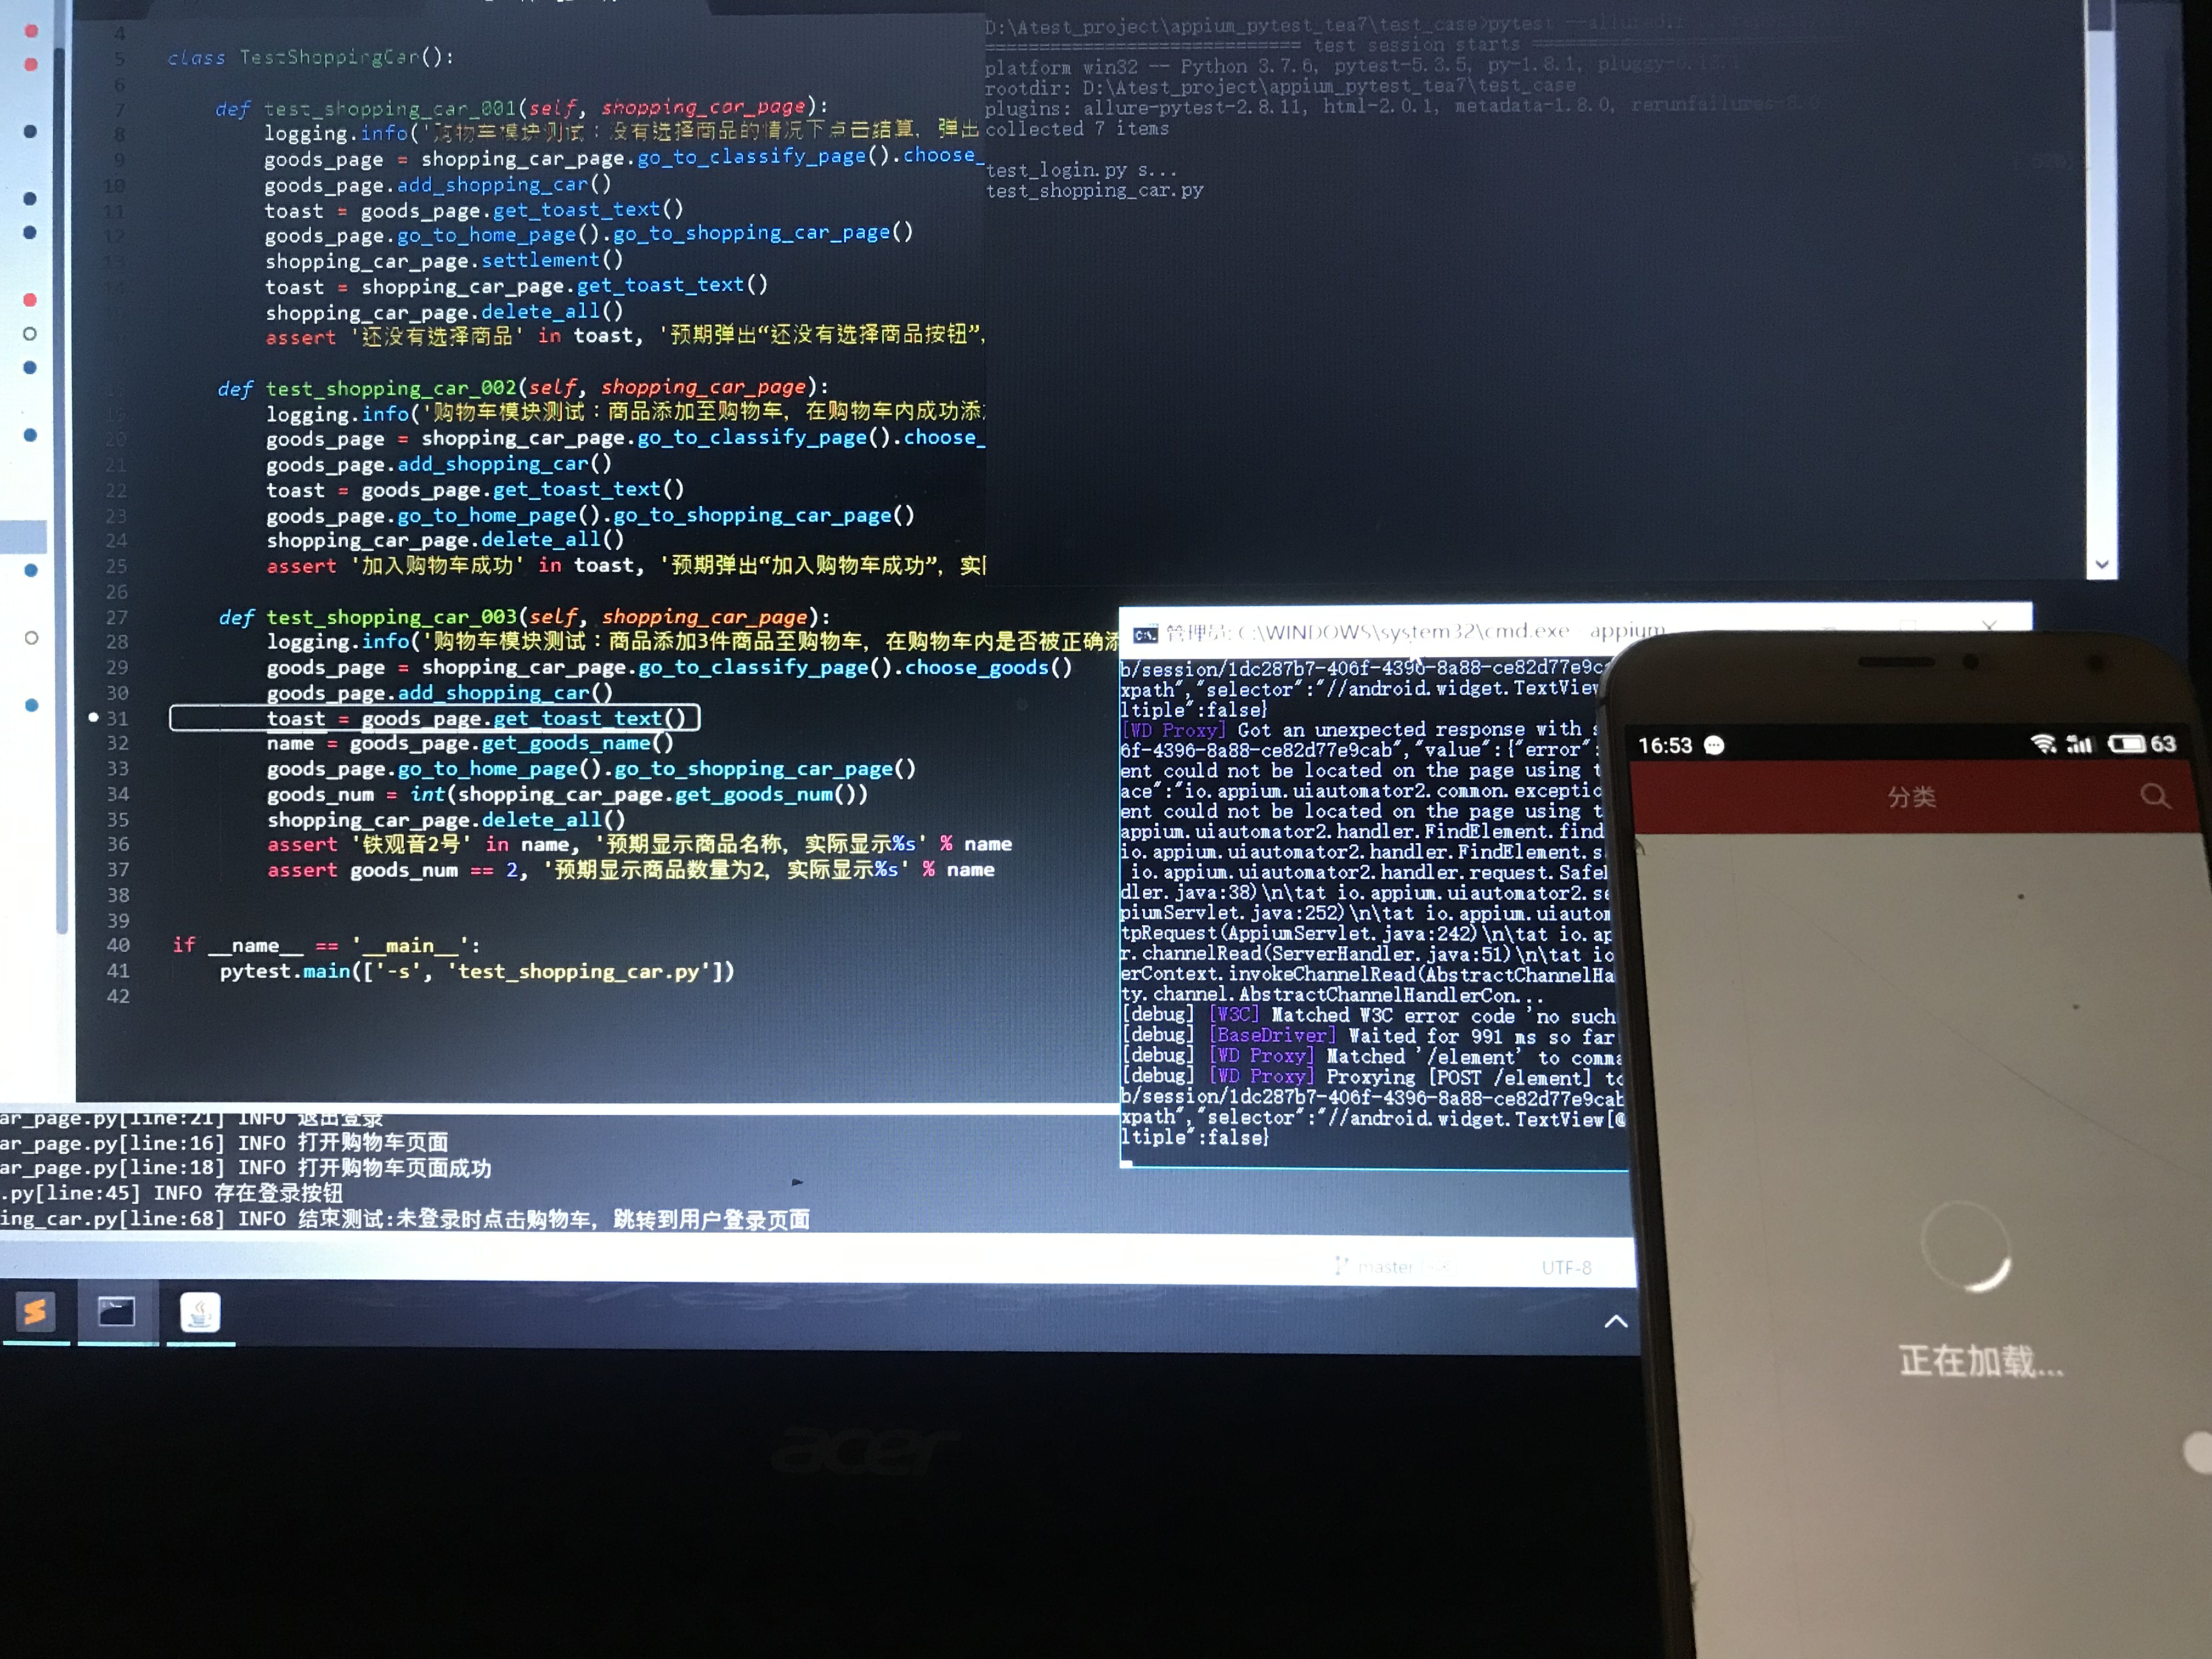 4
5 class TestShoppingCar():
6
7 def test_shopping_car_001(self, shopping_car_page):
8 logging.info('购物车模块测试：没有选择商品的情况下点击结算，弹出
9 goods_page = shopping_car_page.go_to_classify_page().choose_
10 goods_page.add_shopping_car()
11 toast = goods_page.get_toast_text()
12 goods_page.go_to_home_page().go_to_shopping_car_page()
13 shopping_car_page.settlement()
14 toast = shopping_car_page.get_toast_text()
shopping_car_page.delete_all()
assert '还没有选择商品' in toast, '预期弹出“还没有选择商品按钮”,
def test_shopping_car_002(self, shopping_car_page):
19 logging.info('购物车模块测试：商品添加至购物车，在购物车内成功添
20 goods_page = shopping_car_page.go_to_classify_page().choose_
21 goods_page.add_shopping_car()
22 toast = goods_page.get_toast_text()
23 goods_page.go_to_home_page().go_to_shopping_car_page()
24 shopping_car_page.delete_all()
25 assert '加入购物车成功' in toast, '预期弹出“加入购物车成功”，实
26
27 def test_shopping_car_003(self, shopping_car_page):
28 logging.info('购物车模块测试：商品添加3件商品至购物车，在购物车内是否被正确添
29 goods_page = shopping_car_page.go_to_classify_page().choose_goods()
30 goods_page.add_shopping_car()
31 toast = goods_page.get_toast_text()
32 name = goods_page.get_goods_name()
33 goods_page.go_to_home_page().go_to_shopping_car_page()
34 goods_num = int(shopping_car_page.get_goods_num())
35 shopping_car_page.delete_all()
36 assert '铁观音2号' in name, '预期显示商品名称，实际显示%s' % name
37 assert goods_num == 2, '预期显示商品数量为2，实际显示%s' % name
38
39
40 if __name__ == '__main__':
41 pytest.main(['-s', 'test_shopping_car.py'])
42
D:\Atest_project\appium_pytest_tea7\test_case>pytest --alluredir
============================= test session starts =============================
platform win32 -- Python 3.7.6, pytest-5.3.5, py-1.8.1,
rootdir: D:\Atest_project\appium_pytest_tea7\test_case
plugins: allure-pytest-2.8.11, html-2.0.1, metadata-1.8.0, rerunfailures-8.0
collected 7 items
test_login.py s...
test_shopping_car.py
管理员: C:\WINDOWS\system32\cmd.exe - appium
b/session/1dc287b7-406f-4396-8a88-ce82d77e9ca
xpath","selector":"//android.widget.TextView
ltiple":false}
[WD Proxy] Got an unexpected response with s
6f-4396-8a88-ce82d77e9cab","value":{"error":
ent could not be located on the page using t
ace":"io.appium.uiautomator2.common.exceptio
ent could not be located on the page using t
appium.uiautomator2.handler.FindElement.find
io.appium.uiautomator2.handler.FindElement.s
io.appium.uiautomator2.handler.request.Safe
dler.java:38)\n\tat io.appium.uiautomator2.se
piumServlet.java:252)\n\tat io.appium.uiautom
tpRequest(AppiumServlet.java:242)\n\tat io.ap
r.channelRead(ServerHandler.java:51)\n\tat io
erContext.invokeChannelRead(AbstractChannelHa
ty.channel.AbstractChannelHandlerCon...
[debug] [W3C] Matched W3C error code 'no such
[debug] [BaseDriver] Waited for 991 ms so far
[debug] [WD Proxy] Matched '/element' to comma
[debug] [WD Proxy] Proxying [POST /element] to
b/session/1dc287b7-406f-4396-8a88-ce82d77e9cab
xpath","selector":"//android.widget.TextView[@
ltiple":false}
ar_page.py[line:21] INFO 退出登录
ar_page.py[line:16] INFO 打开购物车页面
ar_page.py[line:18] INFO 打开购物车页面成功
.py[line:45] INFO 存在登录按钮
ing_car.py[line:68] INFO 结束测试:未登录时点击购物车，跳转到用户登录页面
master
UTF-8
16:53
63
分类
正在加载...
acer